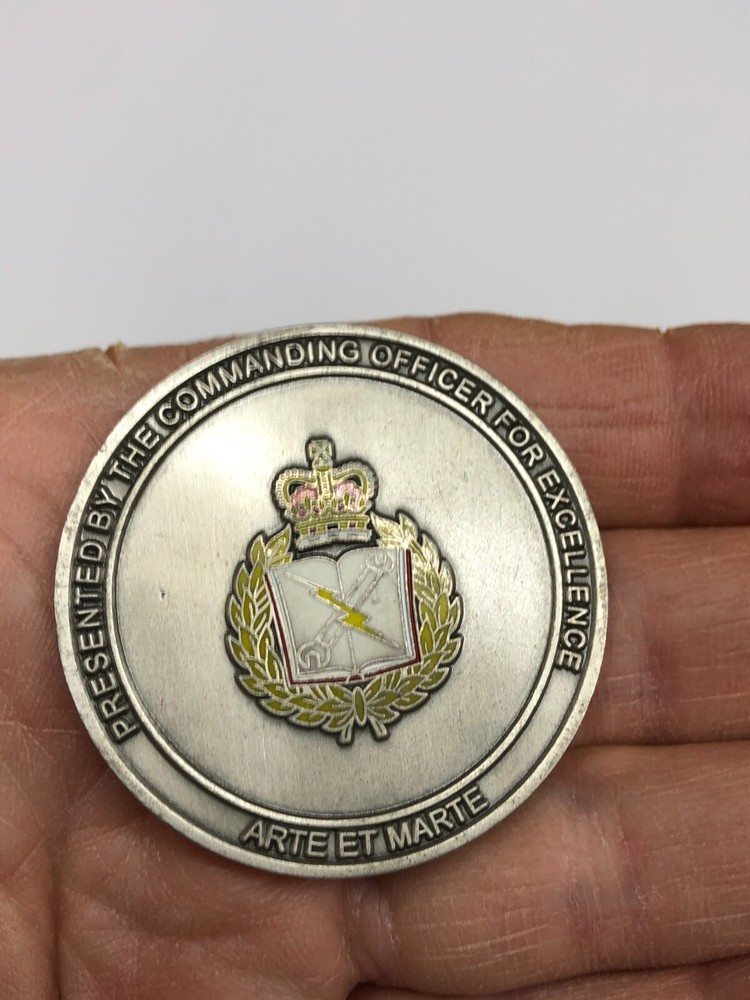 PRESENTED BY THE COMMANDING OFFICER FOR EXCELLENCE
ARTE ET MARTE